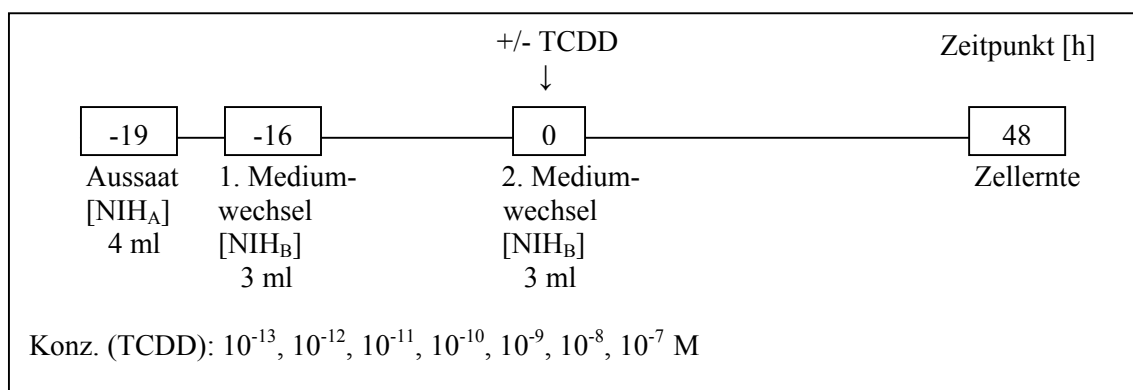 +/- TCDD Zeitpunkt [h]
↓
-19 -16 0 48
Aussaat 1. Medium- 2. Medium- Zellernte
[NIH_A] wechsel wechsel
4 ml [NIH_B] [NIH_B]
3 ml 3 ml
Konz. (TCDD): 10^-13, 10^-12, 10^-11, 10^-10, 10^-9, 10^-8, 10^-7 M